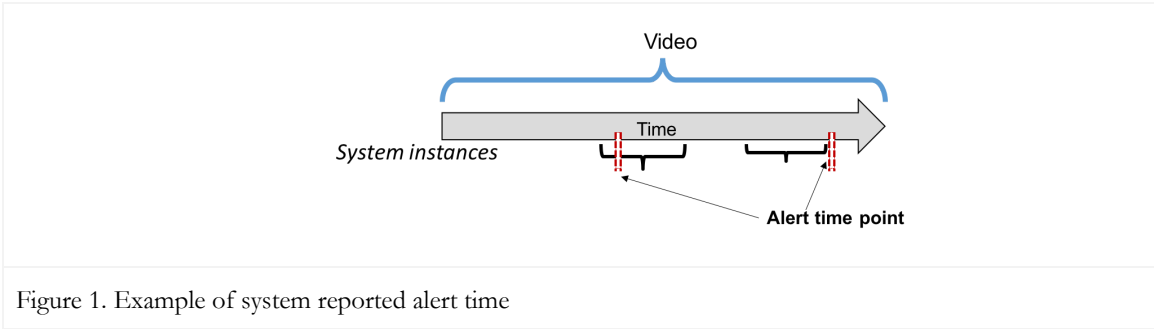 Video
Time
System instances
Alert time point
Figure 1. Example of system reported alert time